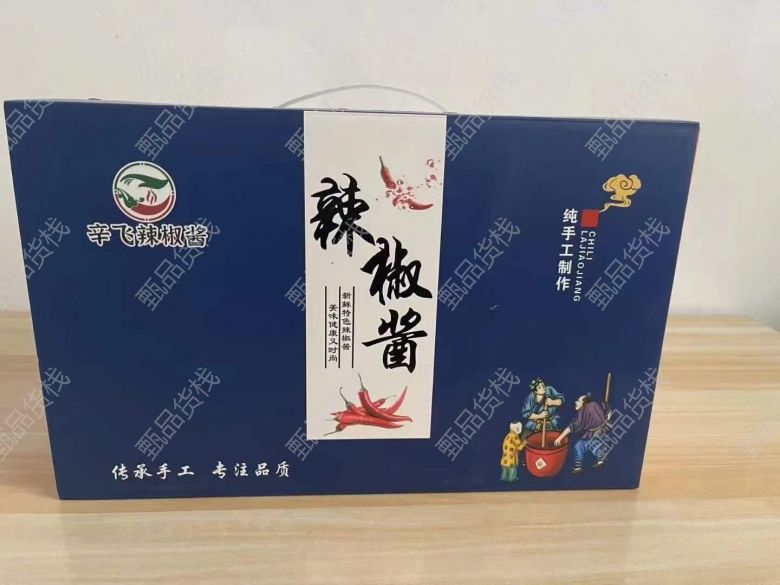 辛飞辣椒酱
辣椒酱
新鲜特色辣椒酱
美味健康又时尚
纯手工制作
CHILI
LAJIAOJIANG
传承手工 专注品质
甄品货栈